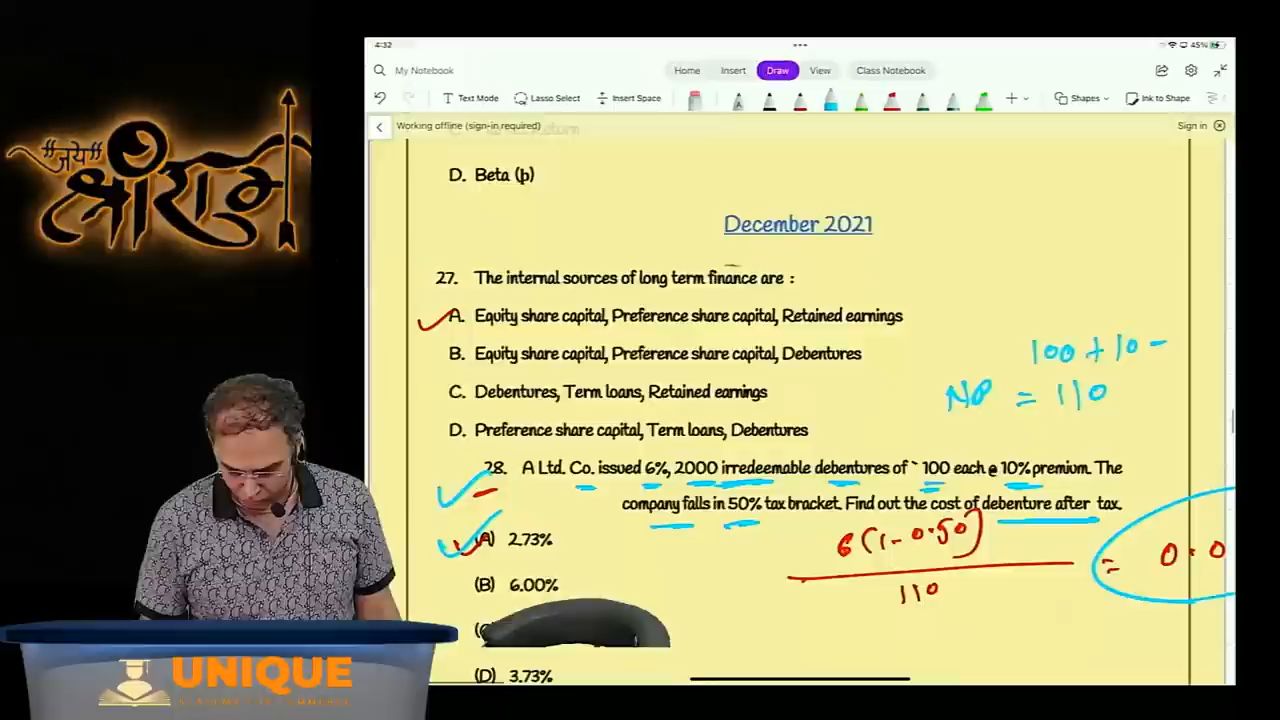 4:32
45%
My Notebook
Home Insert Draw View Class Notebook
Text Mode Lasso Select Insert Space Shapes Ink to Shape
Working offline (sign-in required)
Sign in
"जय"
श्रीराम
D. Beta (þ)
December 2021
27. The internal sources of long term finance are :
A. Equity share capital, Preference share capital, Retained earnings
B. Equity share capital, Preference share capital, Debentures
100 + 10 -
NP = 110
C. Debentures, Term loans, Retained earnings
D. Preference share capital, Term loans, Debentures
28. A Ltd. Co. issued 6%, 2000 irredeemable debentures of ` 100 each @ 10% premium. The
company falls in 50% tax bracket. Find out the cost of debenture after tax.
(A) 2.73%
6(1-0.50)
110
= 0.0
(B) 6.00%
(D) 3.73%
UNIQUE
ACADEMY OF COMMERCE